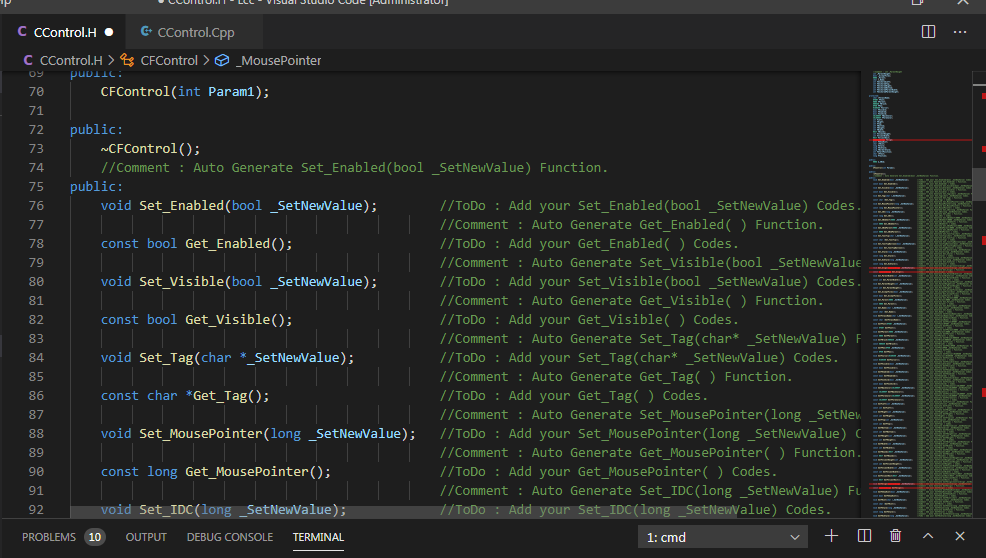 CControl.H - Lcc - Visual Studio Code [Administrator]
CControl.H
CControl.Cpp
CControl.H > CFControl > _MousePointer
69 public:
70 CFControl(int Param1);
71
72 public:
73 ~CFControl();
74 //Comment : Auto Generate Set_Enabled(bool _SetNewValue) Function.
75 public:
76 void Set_Enabled(bool _SetNewValue); //ToDo : Add your Set_Enabled(bool _SetNewValue) Codes.
77 //Comment : Auto Generate Get_Enabled( ) Function.
78 const bool Get_Enabled(); //ToDo : Add your Get_Enabled( ) Codes.
79 //Comment : Auto Generate Set_Visible(bool _SetNewValue
80 void Set_Visible(bool _SetNewValue); //ToDo : Add your Set_Visible(bool _SetNewValue) Codes.
81 //Comment : Auto Generate Get_Visible( ) Function.
82 const bool Get_Visible(); //ToDo : Add your Get_Visible( ) Codes.
83 //Comment : Auto Generate Set_Tag(char* _SetNewValue) F
84 void Set_Tag(char * _SetNewValue); //ToDo : Add your Set_Tag(char* _SetNewValue) Codes.
85 //Comment : Auto Generate Get_Tag( ) Function.
86 const char *Get_Tag(); //ToDo : Add your Get_Tag( ) Codes.
87 //Comment : Auto Generate Set_MousePointer(long _SetNew
88 void Set_MousePointer(long _SetNewValue); //ToDo : Add your Set_MousePointer(long _SetNewValue) C
89 //Comment : Auto Generate Get_MousePointer( ) Function.
90 const long Get_MousePointer(); //ToDo : Add your Get_MousePointer( ) Codes.
91 //Comment : Auto Generate Set_IDC(long _SetNewValue) Fu
92 void Set_IDC(long _SetNewValue); //ToDo : Add your Set_IDC(long _SetNewValue) Codes.
PROBLEMS 10 OUTPUT DEBUG CONSOLE TERMINAL 1: cmd